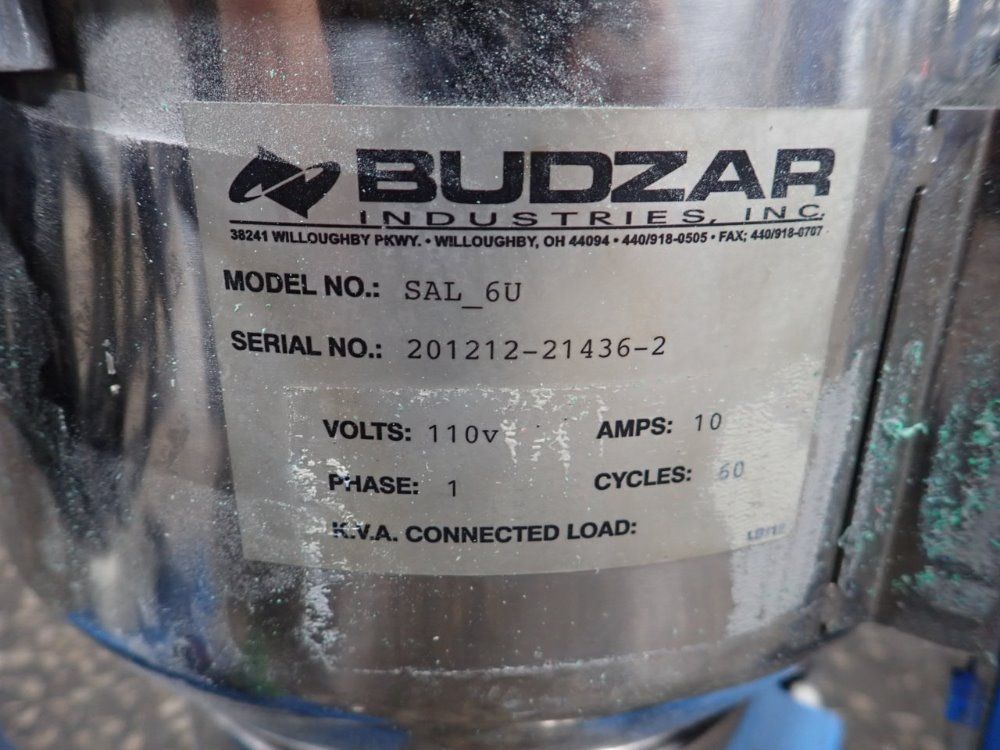 BUDZAR
INDUSTRIES, INC.
38241 WILLOUGHBY PKWY. • WILLOUGHBY, OH 44094 • 440/918-0505 • FAX; 440/918-0707
MODEL NO.: SAL_6U
SERIAL NO.: 201212-21436-2
VOLTS: 110v AMPS: 10
PHASE: 1 CYCLES: 60
K.V.A. CONNECTED LOAD: